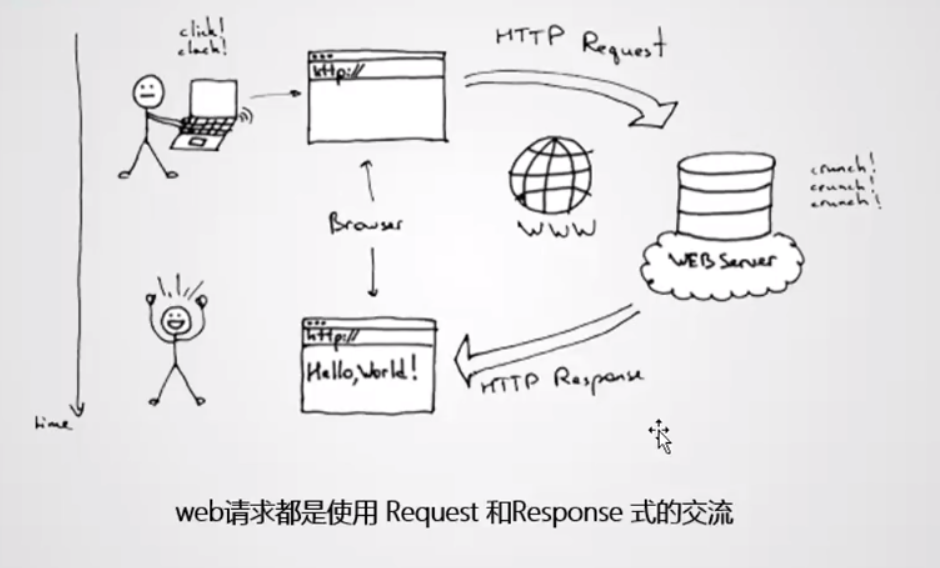 click!
clack!
HTTP Request
http://
crunch!
crunch!
crunch!
WWW
Browser
WEB Server
http://
Hello,World!
HTTP Response
time
web请求都是使用 Request 和Response 式的交流